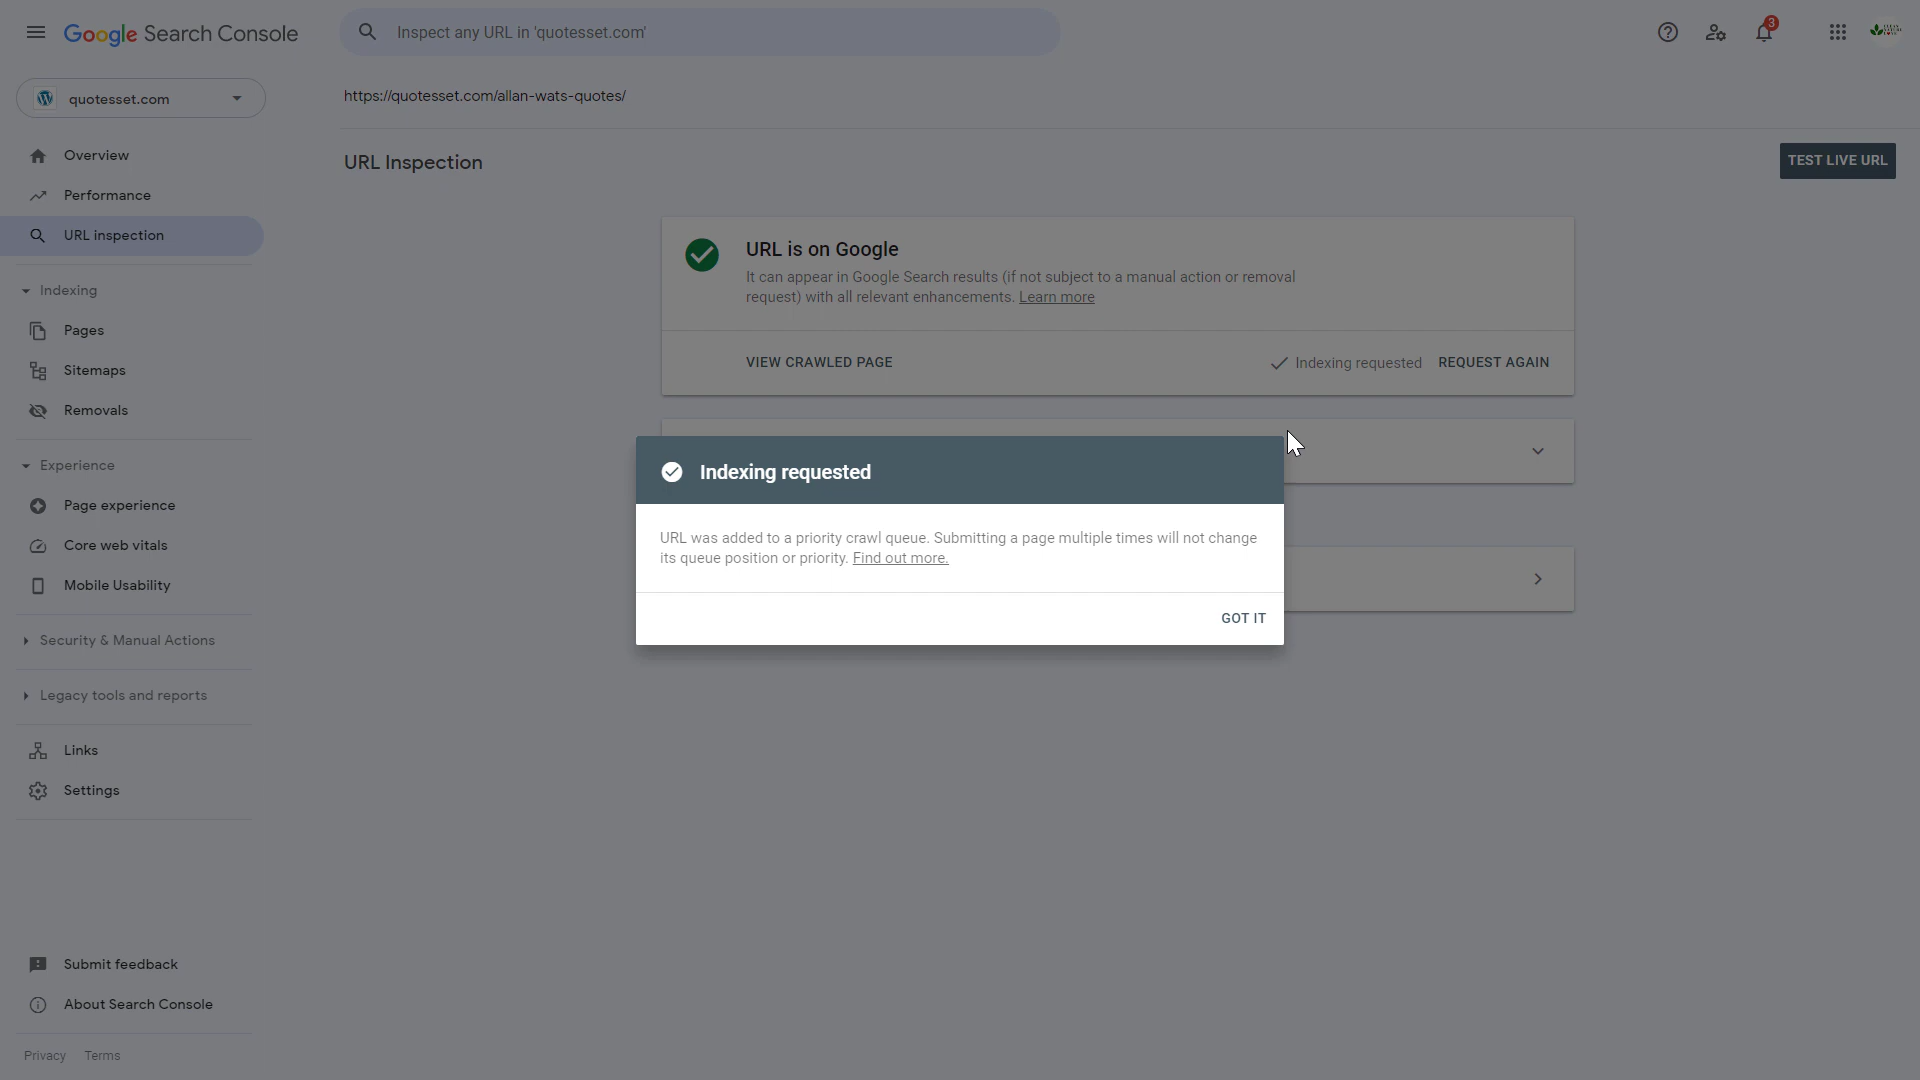 Google Search Console
Inspect any URL in 'quotesset.com'
3
quotesset.com
https://quotesset.com/allan-wats-quotes/
Overview
URL Inspection
TEST LIVE URL
Performance
URL inspection
URL is on Google
It can appear in Google Search results (if not subject to a manual action or removal
request) with all relevant enhancements. Learn more
Indexing
Pages
VIEW CRAWLED PAGE
Indexing requested
REQUEST AGAIN
Sitemaps
Removals
Experience
Indexing requested
Page experience
URL was added to a priority crawl queue. Submitting a page multiple times will not change
its queue position or priority. Find out more.
Core web vitals
Mobile Usability
GOT IT
Security & Manual Actions
Legacy tools and reports
Links
Settings
Submit feedback
About Search Console
Privacy
Terms